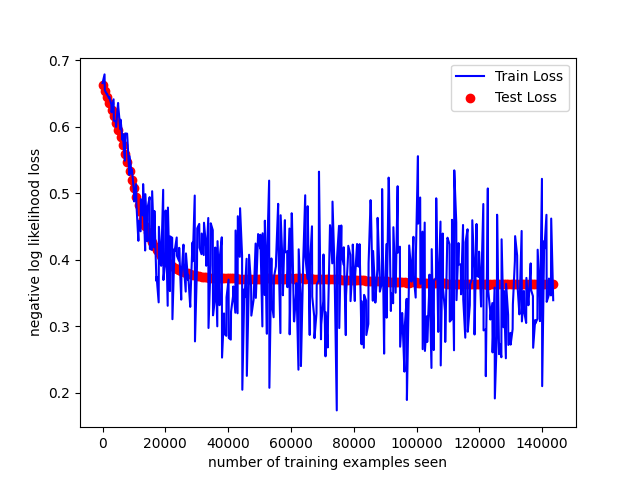 0.7
0.6
0.5
0.4
0.3
0.2
negative log likelihood loss
Train Loss
Test Loss
0 20000 40000 60000 80000 100000 120000 140000
number of training examples seen